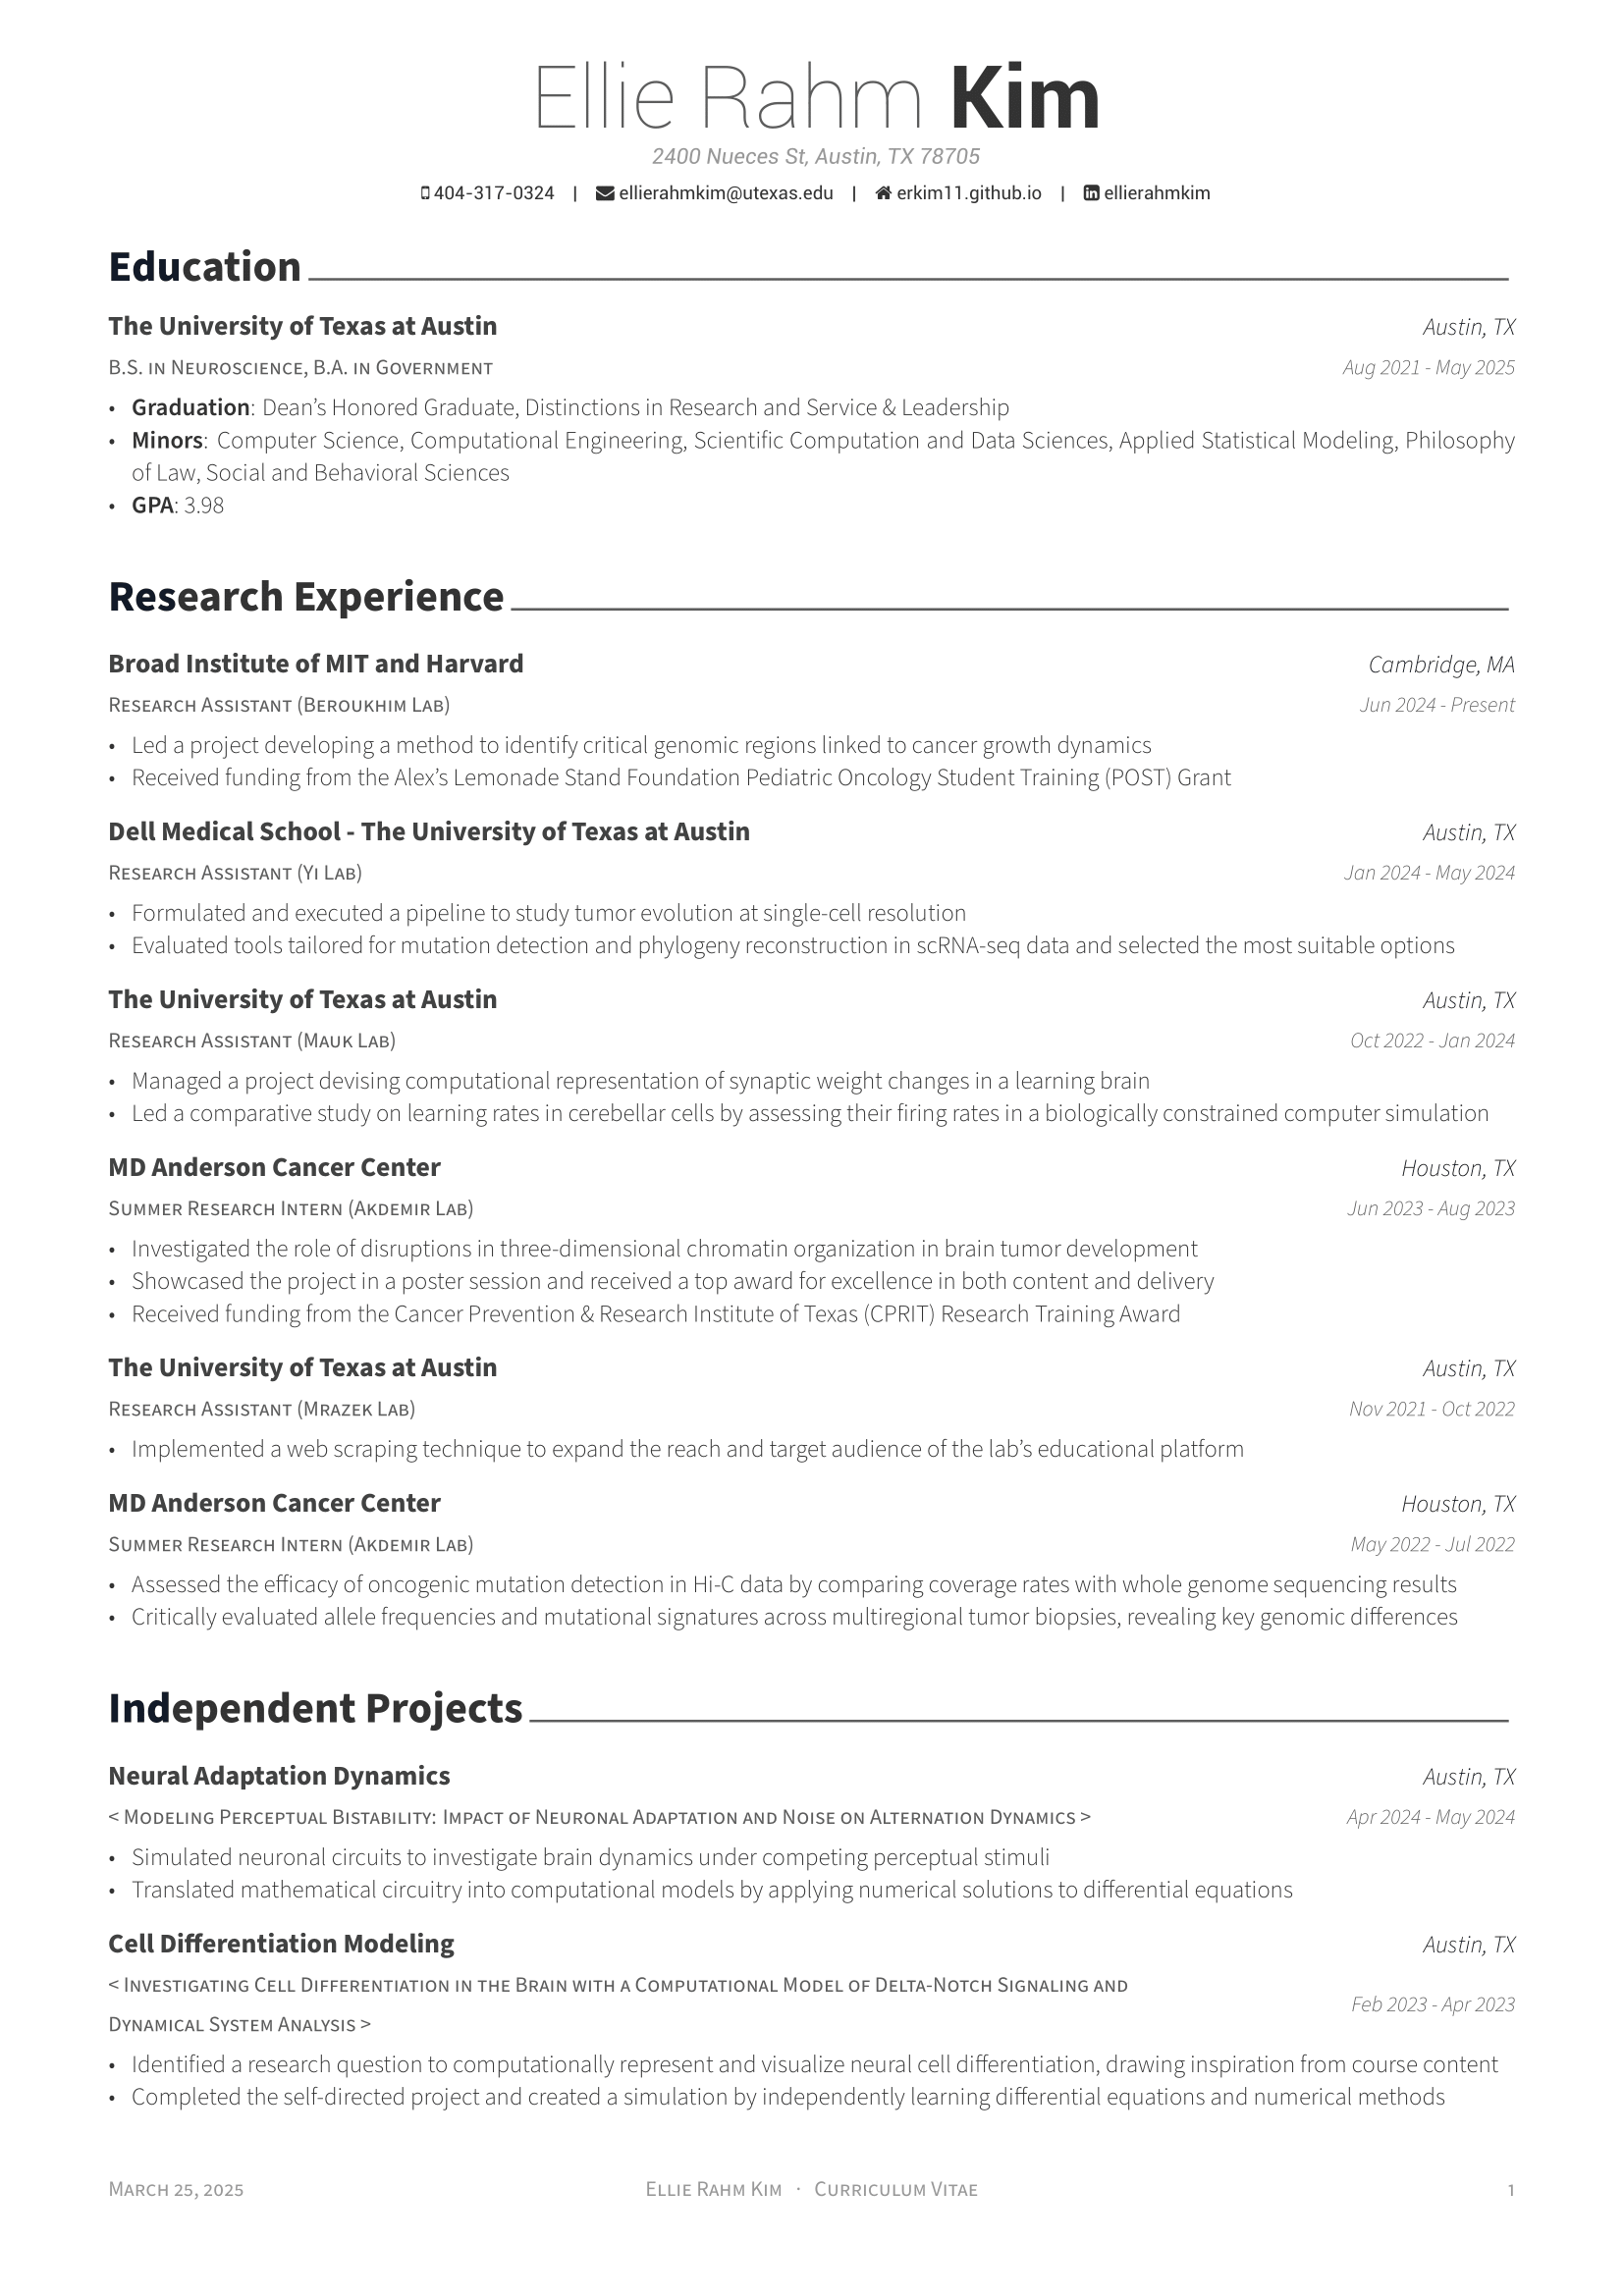 Ellie Rahm Kim
2400 Nueces St, Austin, TX 78705
404-317-0324 | ellierahmkim@utexas.edu | erkim11.github.io | ellierahmkim
Education
The University of Texas at Austin Austin, TX
B.S. in Neuroscience, B.A. in Government Aug 2021 - May 2025
• Graduation: Dean’s Honored Graduate, Distinctions in Research and Service & Leadership
• Minors: Computer Science, Computational Engineering, Scientific Computation and Data Sciences, Applied Statistical Modeling, Philosophy
of Law, Social and Behavioral Sciences
• GPA: 3.98
Research Experience
Broad Institute of MIT and Harvard Cambridge, MA
Research Assistant (Beroukhim Lab) Jun 2024 - Present
• Led a project developing a method to identify critical genomic regions linked to cancer growth dynamics
• Received funding from the Alex’s Lemonade Stand Foundation Pediatric Oncology Student Training (POST) Grant
Dell Medical School - The University of Texas at Austin Austin, TX
Research Assistant (Yi Lab) Jan 2024 - May 2024
• Formulated and executed a pipeline to study tumor evolution at single-cell resolution
• Evaluated tools tailored for mutation detection and phylogeny reconstruction in scRNA-seq data and selected the most suitable options
The University of Texas at Austin Austin, TX
Research Assistant (Mauk Lab) Oct 2022 - Jan 2024
• Managed a project devising computational representation of synaptic weight changes in a learning brain
• Led a comparative study on learning rates in cerebellar cells by assessing their firing rates in a biologically constrained computer simulation
MD Anderson Cancer Center Houston, TX
Summer Research Intern (Akdemir Lab) Jun 2023 - Aug 2023
• Investigated the role of disruptions in three-dimensional chromatin organization in brain tumor development
• Showcased the project in a poster session and received a top award for excellence in both content and delivery
• Received funding from the Cancer Prevention & Research Institute of Texas (CPRIT) Research Training Award
The University of Texas at Austin Austin, TX
Research Assistant (Mrazek Lab) Nov 2021 - Oct 2022
• Implemented a web scraping technique to expand the reach and target audience of the lab’s educational platform
MD Anderson Cancer Center Houston, TX
Summer Research Intern (Akdemir Lab) May 2022 - Jul 2022
• Assessed the efficacy of oncogenic mutation detection in Hi-C data by comparing coverage rates with whole genome sequencing results
• Critically evaluated allele frequencies and mutational signatures across multiregional tumor biopsies, revealing key genomic differences
Independent Projects
Neural Adaptation Dynamics Austin, TX
< Modeling Perceptual Bistability: Impact of Neuronal Adaptation and Noise on Alternation Dynamics > Apr 2024 - May 2024
• Simulated neuronal circuits to investigate brain dynamics under competing perceptual stimuli
• Translated mathematical circuitry into computational models by applying numerical solutions to differential equations
Cell Differentiation Modeling Austin, TX
< Investigating Cell Differentiation in the Brain with a Computational Model of Delta-Notch Signaling and
Feb 2023 - Apr 2023
Dynamical System Analysis >
• Identified a research question to computationally represent and visualize neural cell differentiation, drawing inspiration from course content
• Completed the self-directed project and created a simulation by independently learning differential equations and numerical methods
March 25, 2025 Ellie Rahm Kim · Curriculum Vitae 1